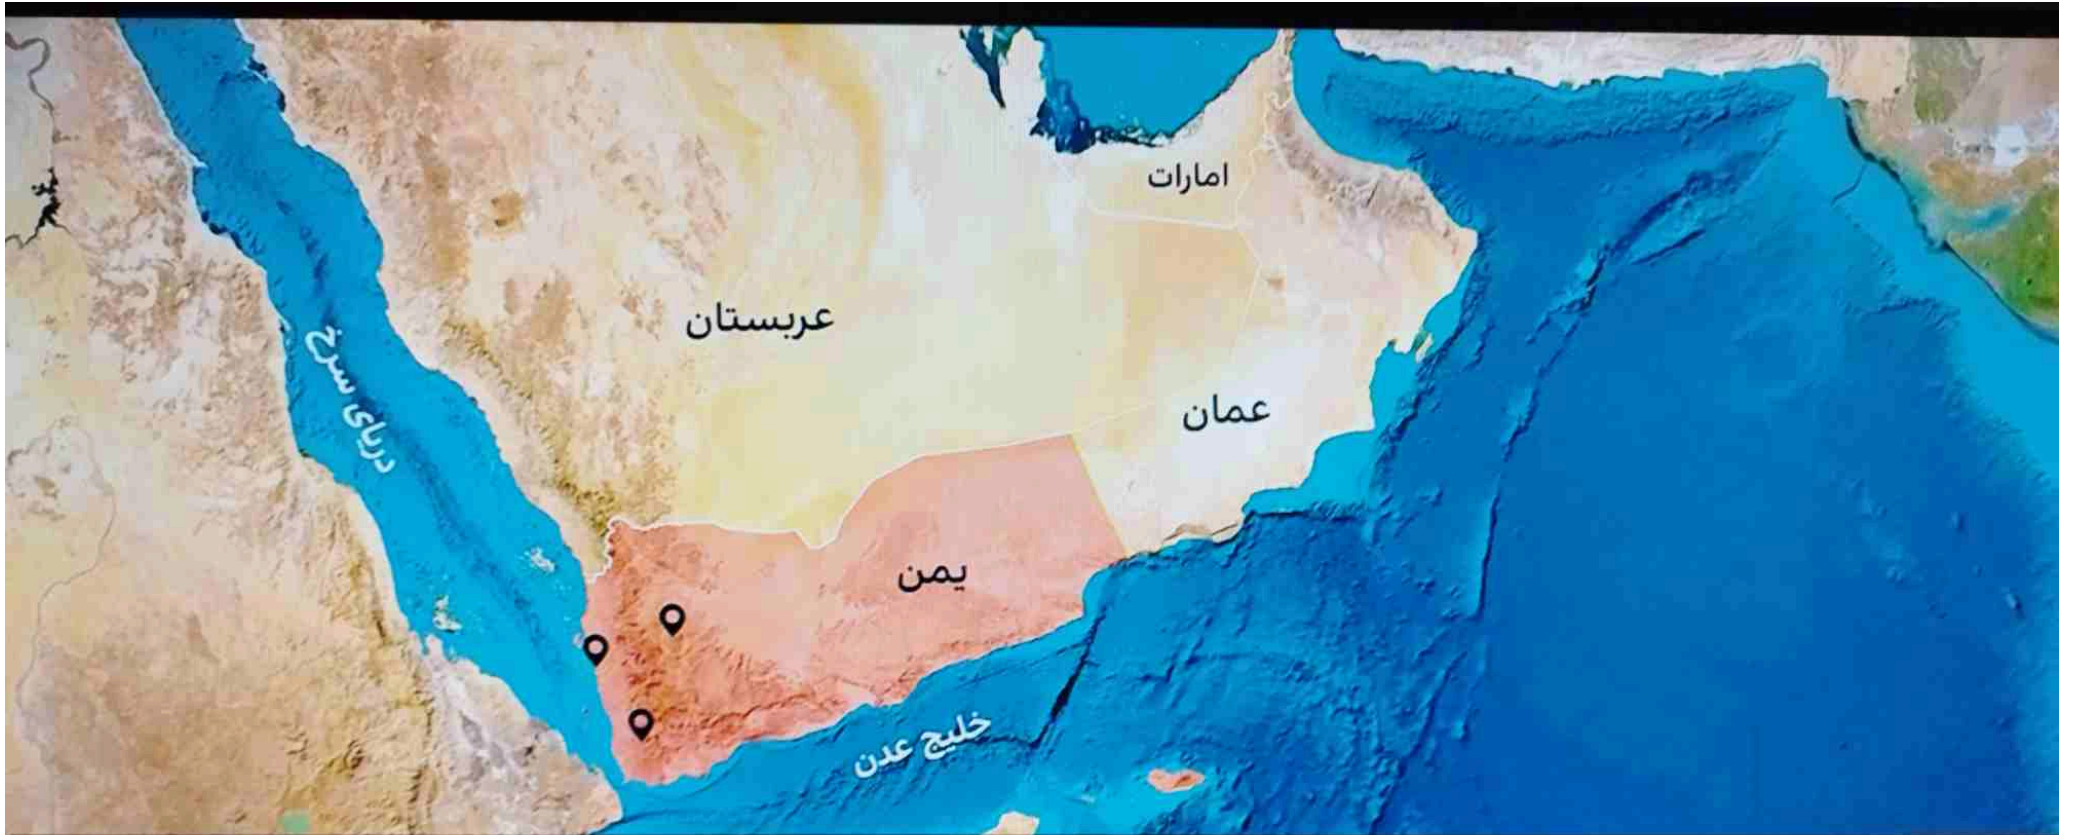 امارات
عربستان
دریای سرخ
عمان
یمن
خلیج عدن